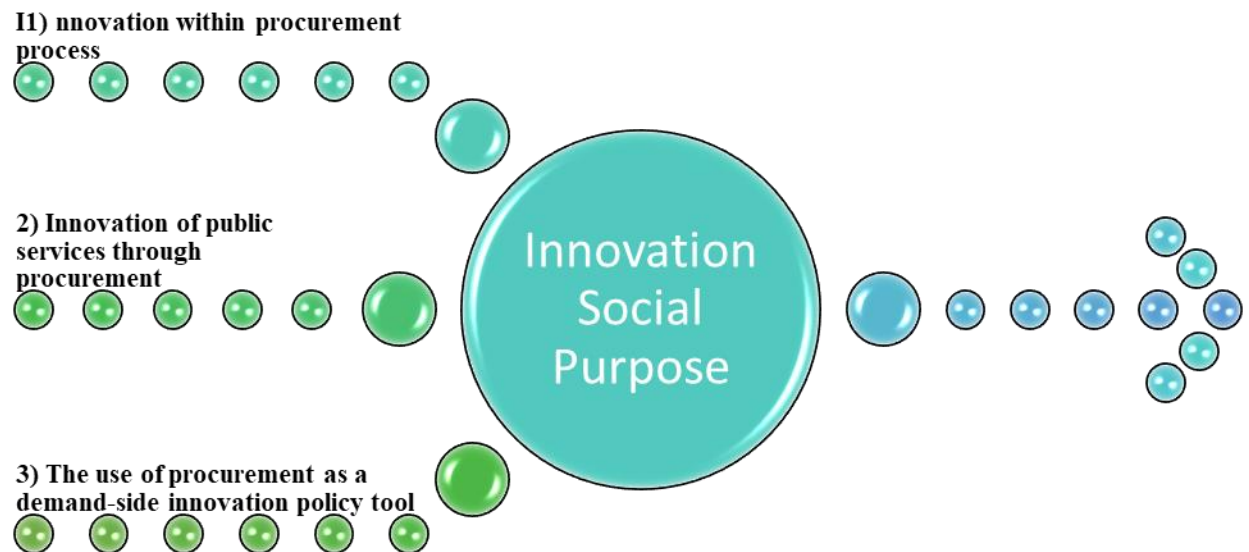 I1) nnovation within procurement
process
2) Innovation of public
services through
procurement
Innovation
Social
Purpose
3) The use of procurement as a
demand-side innovation policy tool